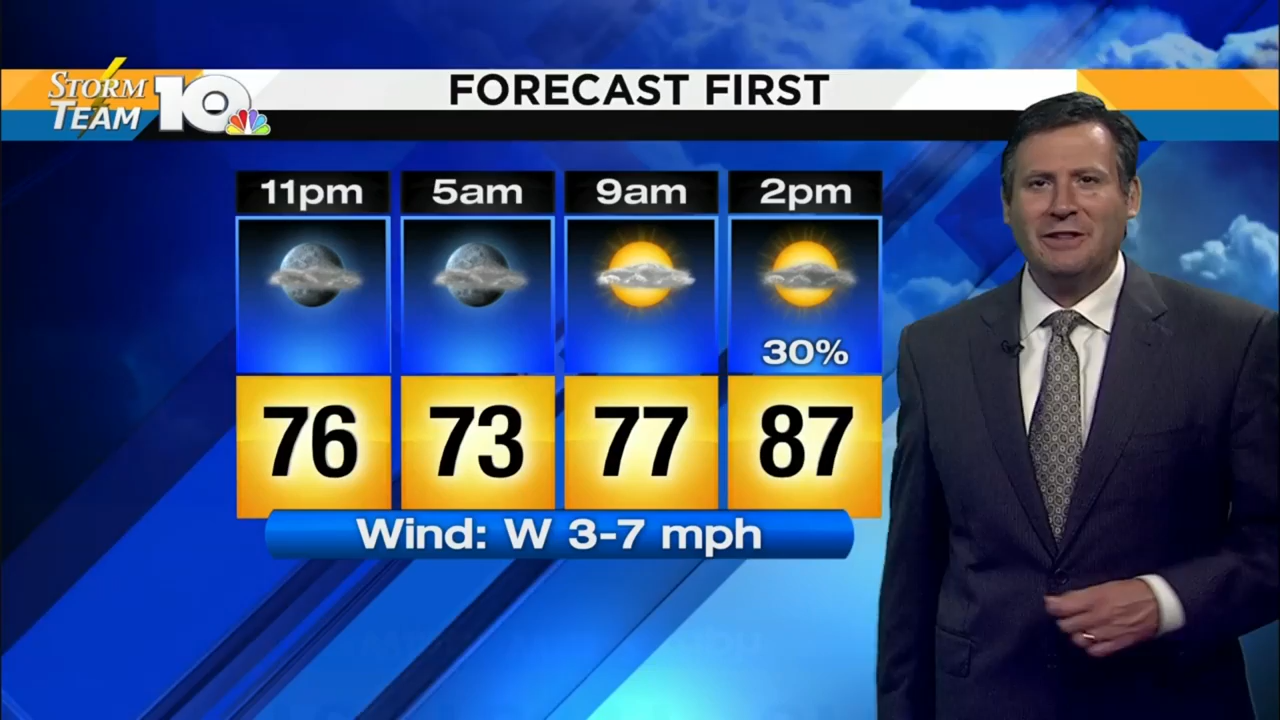 STORM
TEAM 10
FORECAST FIRST
11pm 5am 9am 2pm
30%
76 73 77 87
Wind: W 3-7 mph